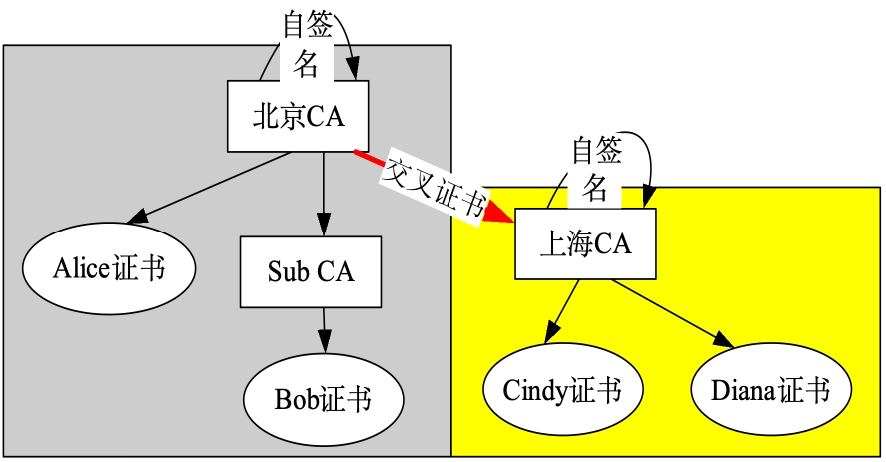 自签
名
北京CA
交叉证书
自签
名
上海CA
Alice证书
Sub CA
Bob证书
Cindy证书
Diana证书